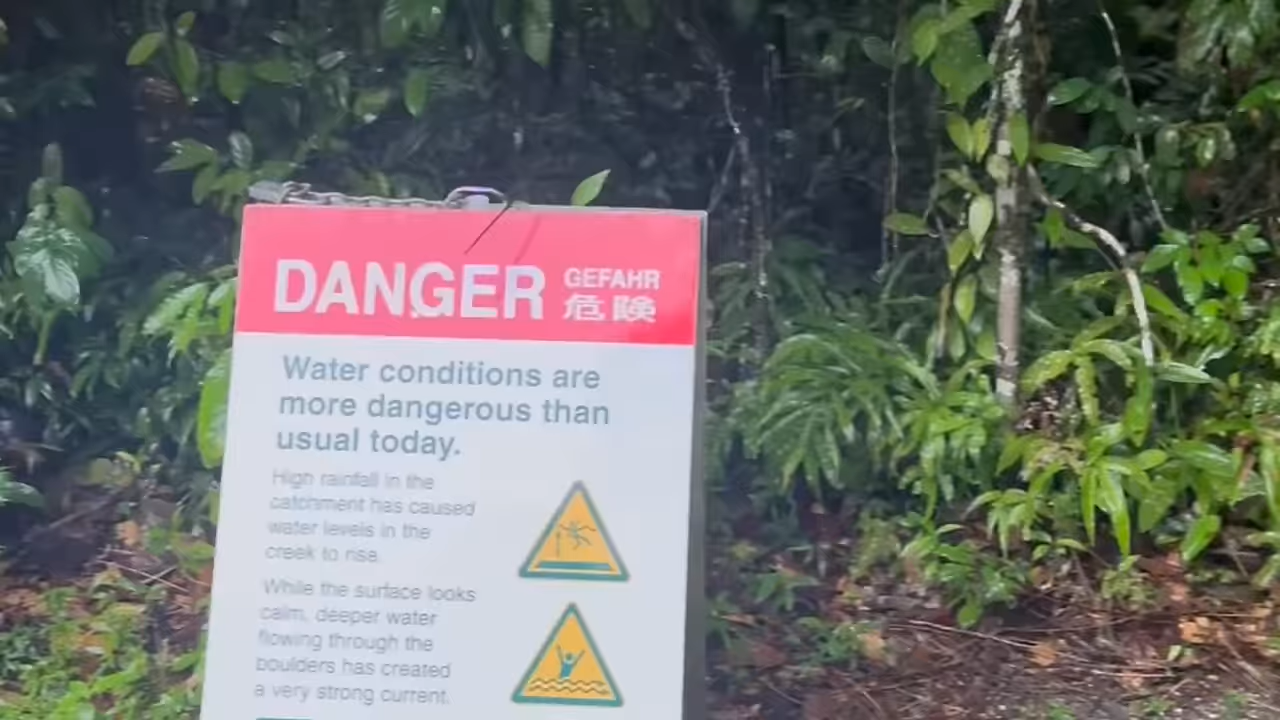 DANGER
GEFAHR
危険
Water conditions are
more dangerous than
usual today.
High rainfall in the
catchment has caused
water levels in the
creek to rise.
While the surface looks
calm, deeper water
flowing through the
boulders has created
a very strong current.